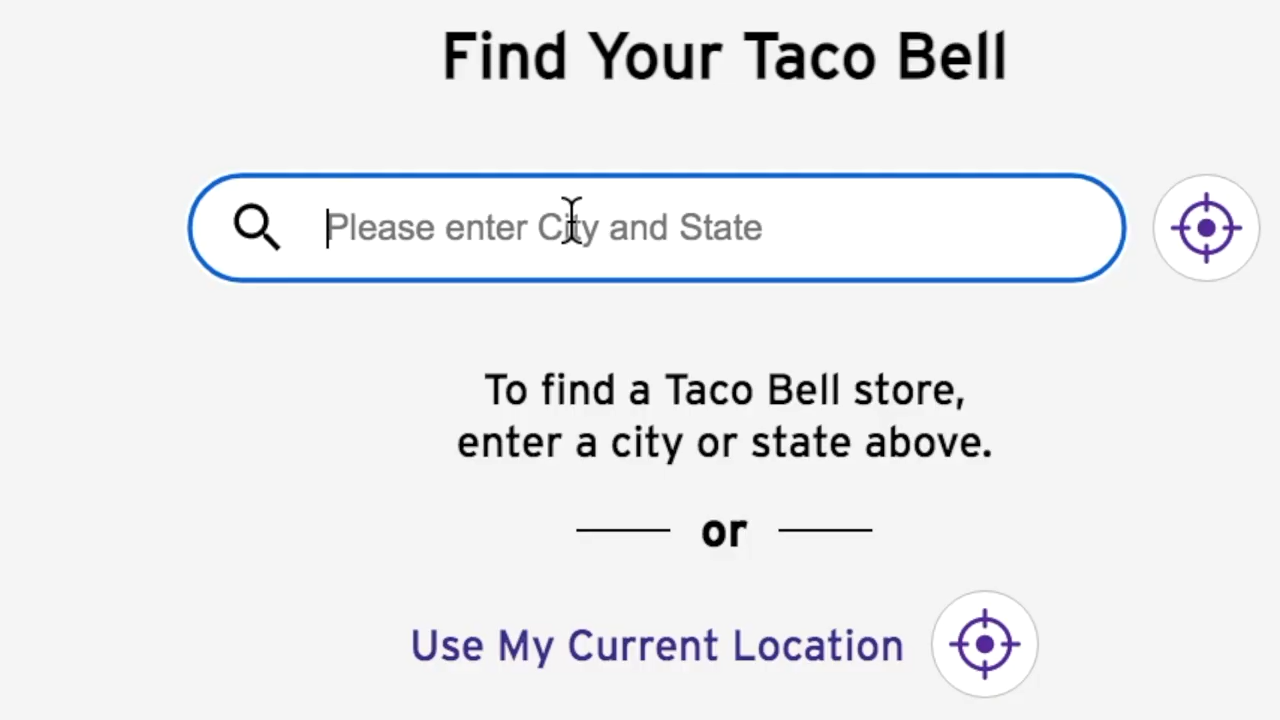 Find Your Taco Bell
Please enter City and State
To find a Taco Bell store,
enter a city or state above.
or
Use My Current Location